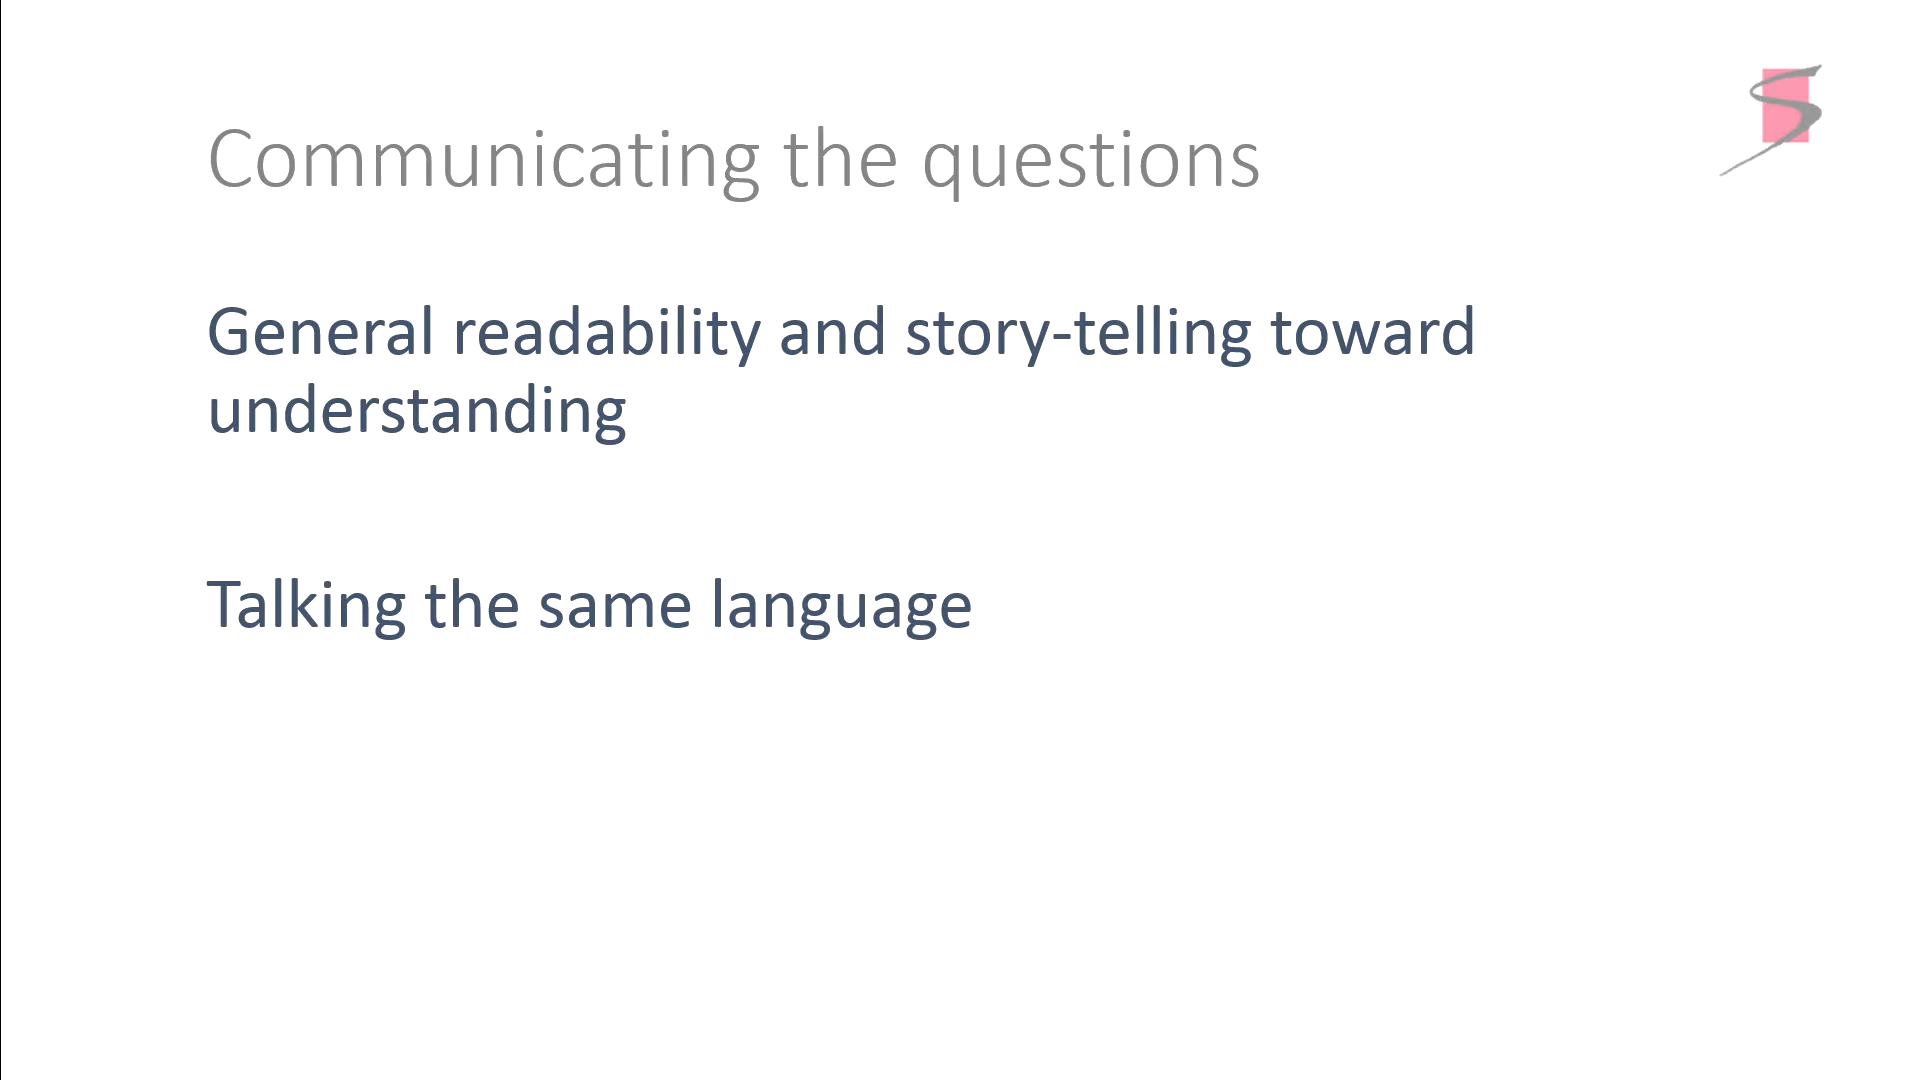 Communicating the questions
General readability and story-telling toward
understanding
Talking the same language